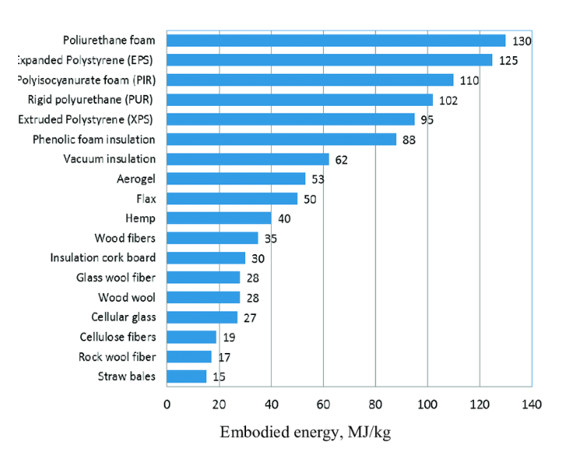 Poliurethane foam 130
Expanded Polystyrene (EPS) 125
Polyisocyanurate foam (PIR) 110
Rigid polyurethane (PUR) 102
Extruded Polystyrene (XPS) 95
Phenolic foam insulation 88
Vacuum insulation 62
Aerogel 53
Flax 50
Hemp 40
Wood fibers 35
Insulation cork board 30
Glass wool fiber 28
Wood wool 28
Cellular glass 27
Cellulose fibers 19
Rock wool fiber 17
Straw bales 15
0 20 40 60 80 100 120 140
Embodied energy, MJ/kg